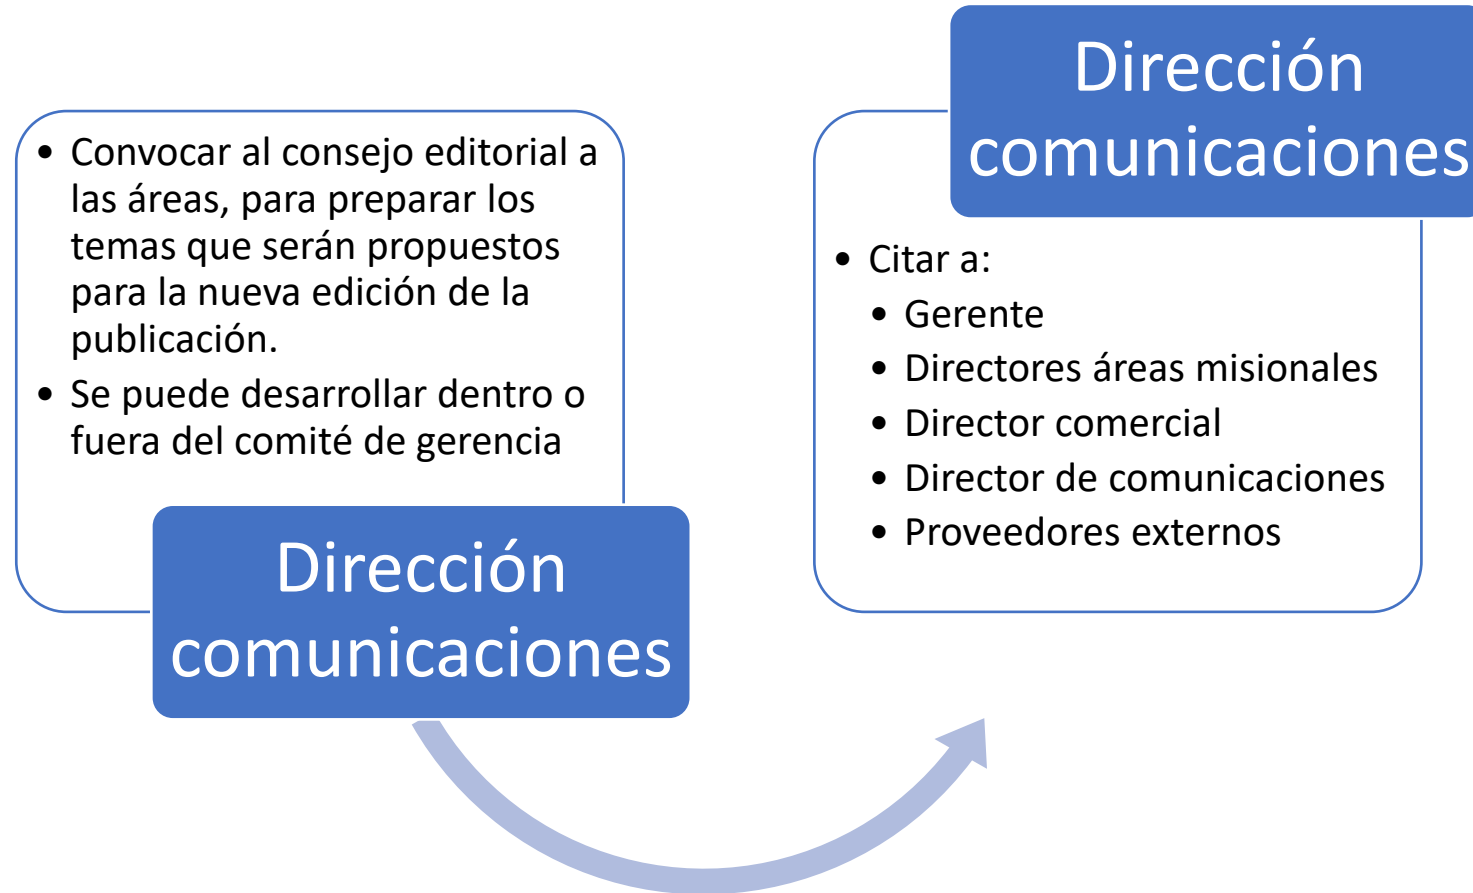 • Convocar al consejo editorial a
las áreas, para preparar los
temas que serán propuestos
para la nueva edición de la
publicación.
• Se puede desarrollar dentro o
fuera del comité de gerencia
Dirección
comunicaciones
Dirección
comunicaciones
• Citar a:
• Gerente
• Directores áreas misionales
• Director comercial
• Director de comunicaciones
• Proveedores externos